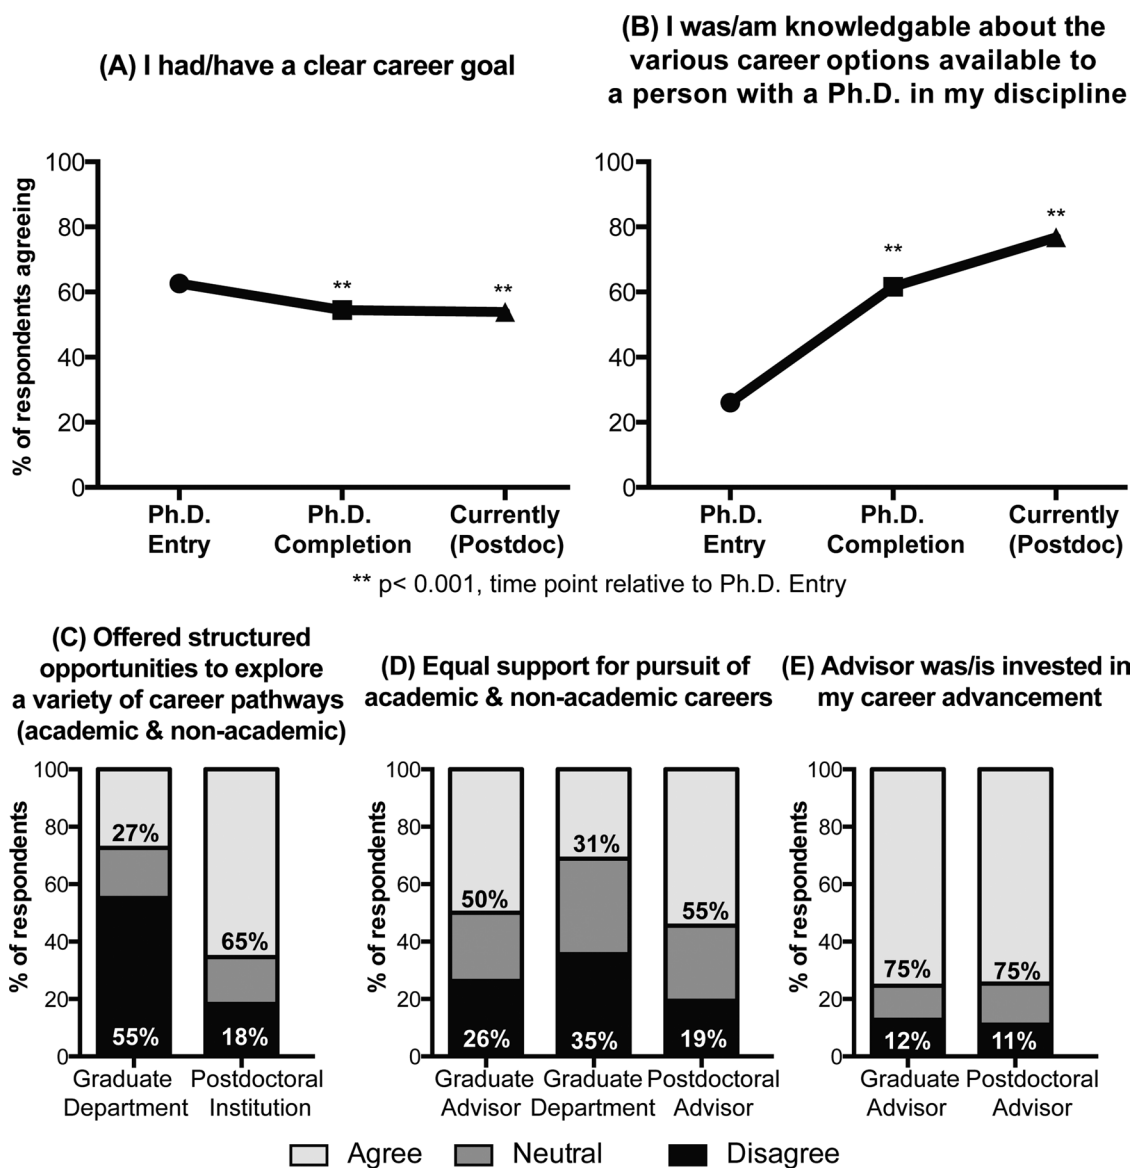 (A) I had/have a clear career goal
% of respondents agreeing
100
80
60
40
20
0
**
**
Ph.D.
Entry
Ph.D.
Completion
Currently
(Postdoc)
(B) I was/am knowledgable about the
various career options available to
a person with a Ph.D. in my discipline
100
80
60
40
20
0
**
**
Ph.D.
Entry
Ph.D.
Completion
Currently
(Postdoc)
** p< 0.001, time point relative to Ph.D. Entry
(C) Offered structured
opportunities to explore
a variety of career pathways
(academic & non-academic)
% of respondents
100
80
60
40
20
0
27%
55%
65%
18%
Graduate
Department
Postdoctoral
Institution
(D) Equal support for pursuit of
academic & non-academic careers
% of respondents
100
80
60
40
20
0
50%
26%
31%
35%
55%
19%
Graduate
Advisor
Graduate
Department
Postdoctoral
Advisor
(E) Advisor was/is invested in
my career advancement
% of respondents
100
80
60
40
20
0
75%
12%
75%
11%
Graduate
Advisor
Postdoctoral
Advisor
Agree
Neutral
Disagree